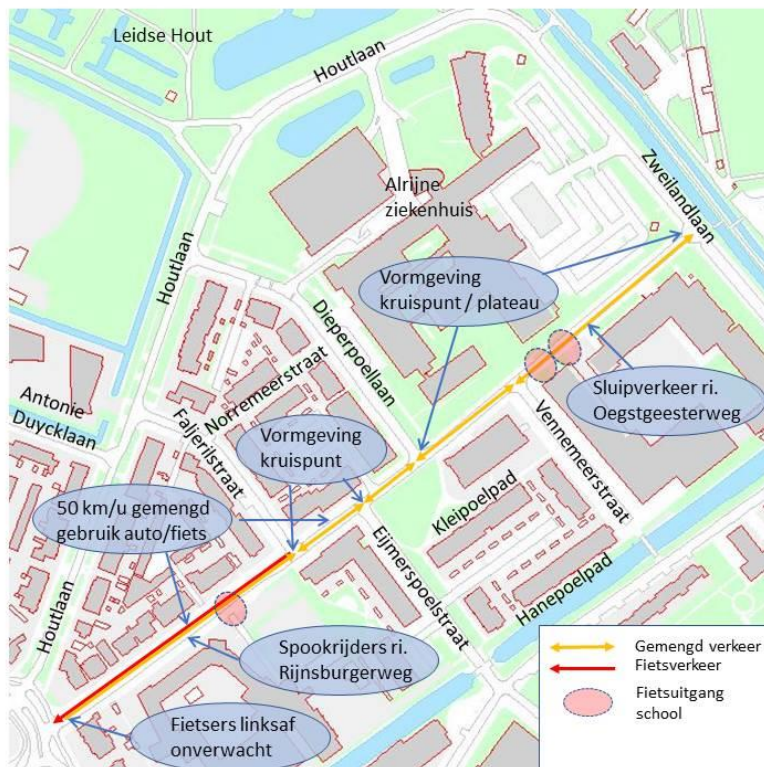 Leidse Hout
Houtlaan
Zweilandlaan
Alrijne
ziekenhuis
Houtlaan
Vormgeving
kruispunt / plateau
Dieperpoellaan
Norremeerstraat
Sluipverkeer ri.
Oegstgeesterweg
Antonie
Duycklaan
Faljerilstraat
Vormgeving
kruispunt
Vennemeerstraat
50 km/u gemengd
gebruik auto/fiets
Kleipoelpad
Eijmerspoelstraat
Hanepoelpad
Houtlaan
Spookrijders ri.
Rijnsburgerweg
Fietsers linksaf
onverwacht
Gemengd verkeer
Fietsverkeer
Fietsuitgang
school